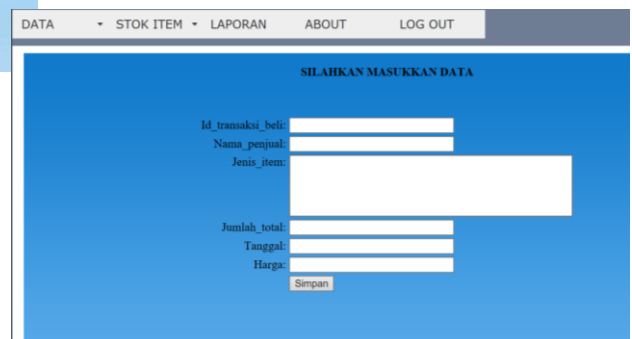 DATA STOK ITEM LAPORAN ABOUT LOG OUT
SILAHKAN MASUKKAN DATA
Id_transaksi_beli:
Nama_penjual:
Jenis_item:
Jumlah_total:
Tanggal:
Harga:
Simpan